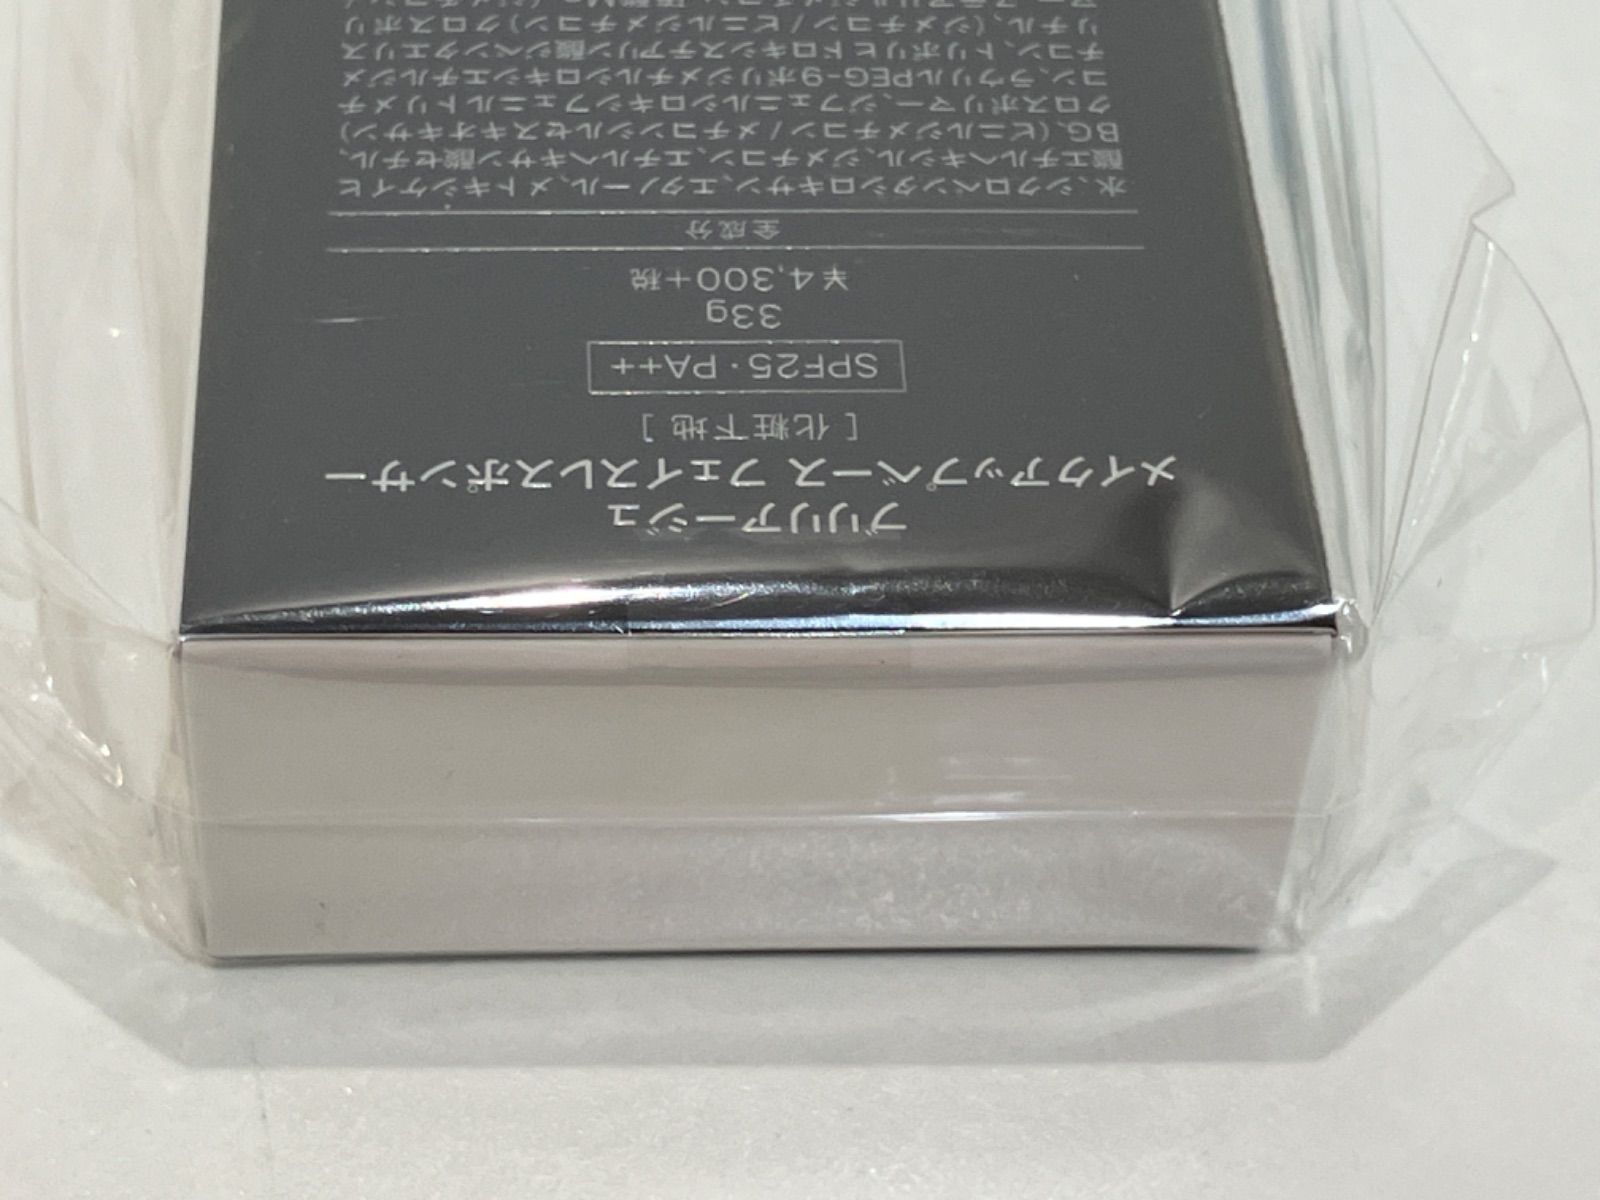 ブリリアージュ
メイクアップベース フェイスレスポンサー
[ 化粧下地 ]
SPF25・PA++
33g
¥4,300+税
全成分
水、シクロペンタシロキサン、エタノール、メトキシケイヒ
酸エチルヘキシル、ジメチコン、エチルヘキサン酸セチル、
BG、(ビニルジメチコン/メチコンシルセスキオキサン)
クロスポリマー、ジフェニルシロキシフェニルトリメチ
コン、ラウリルPEG-9ポリジメチルシロキシエチルジメ
チコン、トリポリヒドロキシステアリン酸ジペンタエリス
リチル、(ジメチコン/ビニルジメチコン)クロスポリ